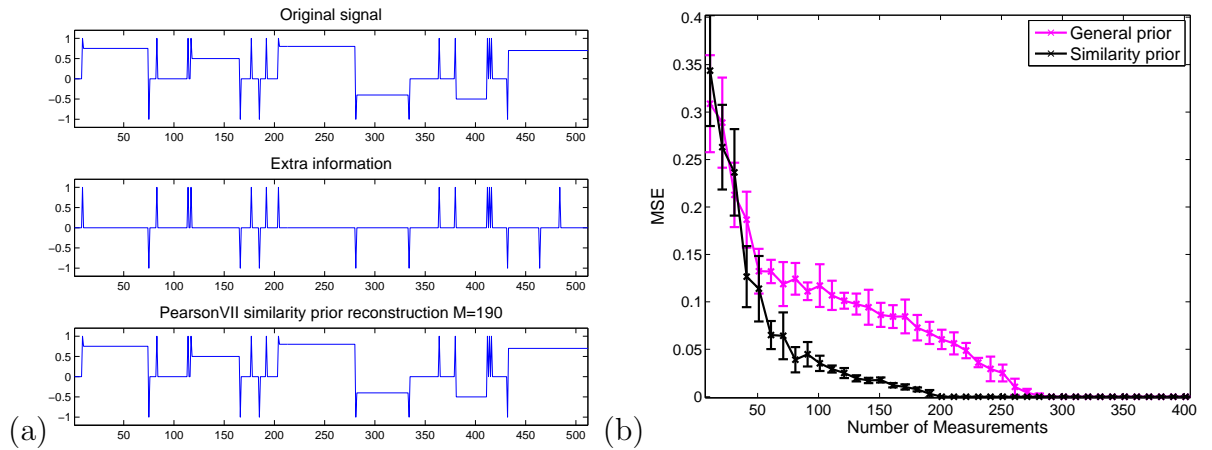 Original signal
1
0.5
0
−0.5
−1
50 100 150 200 250 300 350 400 450 500
Extra information
1
0.5
0
−0.5
−1
50 100 150 200 250 300 350 400 450 500
PearsonVII similarity prior reconstruction M=190
1
0.5
0
−0.5
−1
50 100 150 200 250 300 350 400 450 500
(a)
0.4
0.35
0.3
0.25
0.2
0.15
0.1
0.05
0
MSE
General prior
Similarity prior
50 100 150 200 250 300 350 400
Number of Measurements
(b)